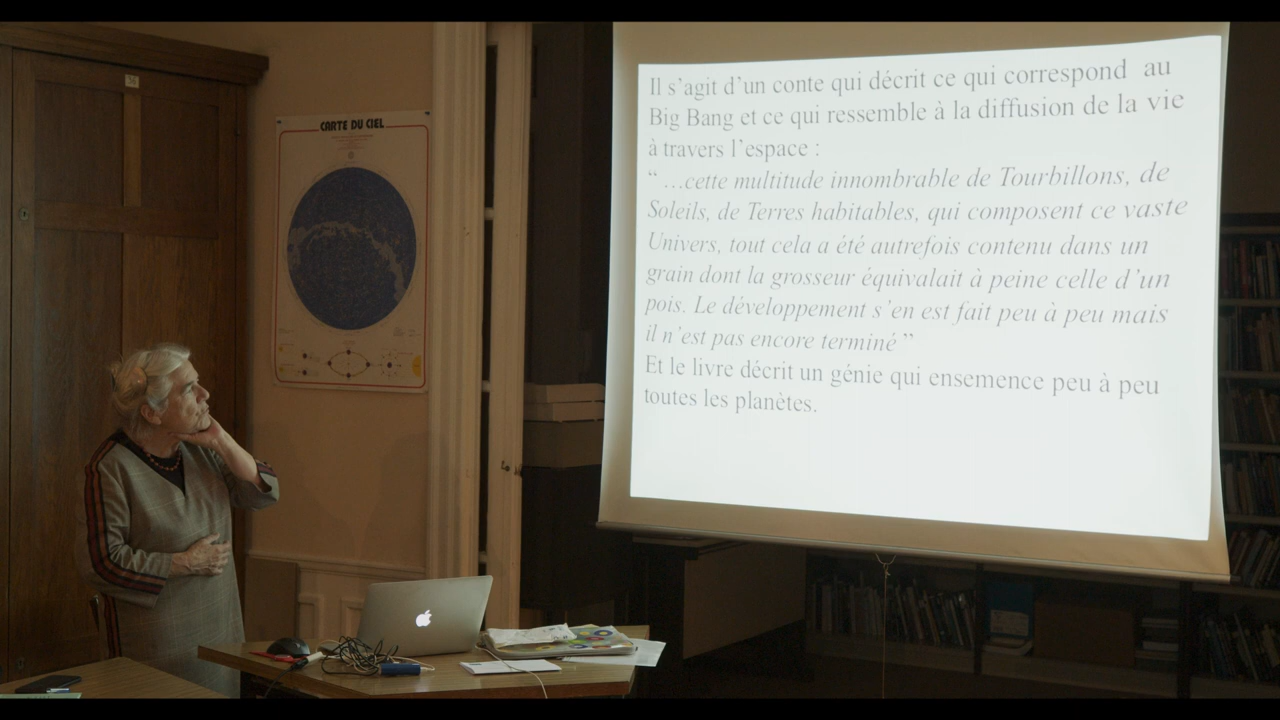 36
CARTE DU CIEL
Il s'agit d'un conte qui décrit ce qui correspond au
Big Bang et ce qui ressemble à la diffusion de la vie
à travers l'espace :
“ …cette multitude innombrable de Tourbillons, de
Soleils, de Terres habitables, qui composent ce vaste
Univers, tout cela a été autrefois contenu dans un
grain dont la grosseur équivalait à peine celle d'un
pois. Le développement s'en est fait peu à peu mais
il n'est pas encore terminé ”
Et le livre décrit un génie qui ensemence peu à peu
toutes les planètes.